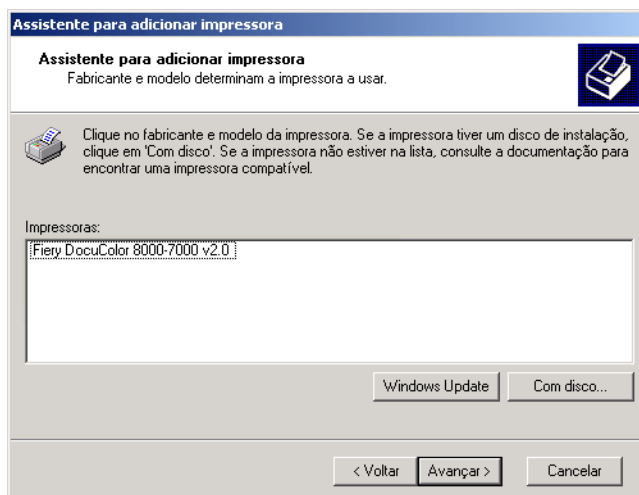 Assistente para adicionar impressora
Assistente para adicionar impressora
Fabricante e modelo determinam a impressora a usar.
Clique no fabricante e modelo da impressora. Se a impressora tiver um disco de instalação,
clique em 'Com disco'. Se a impressora não estiver na lista, consulte a documentação para
encontrar uma impressora compatível.
Impressoras:
Fiery DocuColor 8000-7000 v2.0
Windows Update
Com disco...
< Voltar
Avançar >
Cancelar